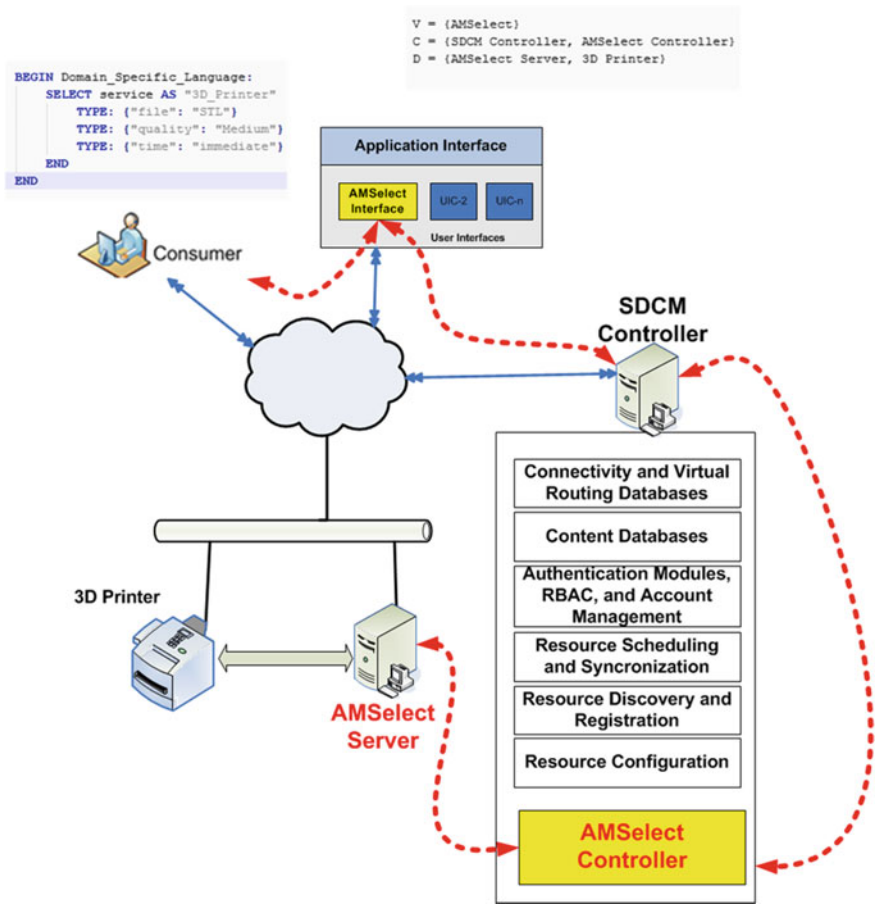 V = {AMSelect}
C = {SDCM Controller, AMSelect Controller}
D = {AMSelect Server, 3D Printer}
BEGIN Domain_Specific_Language:
SELECT service AS "3D_Printer"
TYPE: {"file": "STL"}
TYPE: {"quality": "Medium"}
TYPE: {"time": "immediate"}
END
END
Application Interface
AMSelect
Interface
UIC-2
UIC-n
User Interfaces
Consumer
SDCM
Controller
Connectivity and Virtual
Routing Databases
Content Databases
Authentication Modules,
RBAC, and Account
Management
Resource Scheduling
and Syncronization
Resource Discovery and
Registration
Resource Configuration
AMSelect
Controller
3D Printer
AMSelect
Server